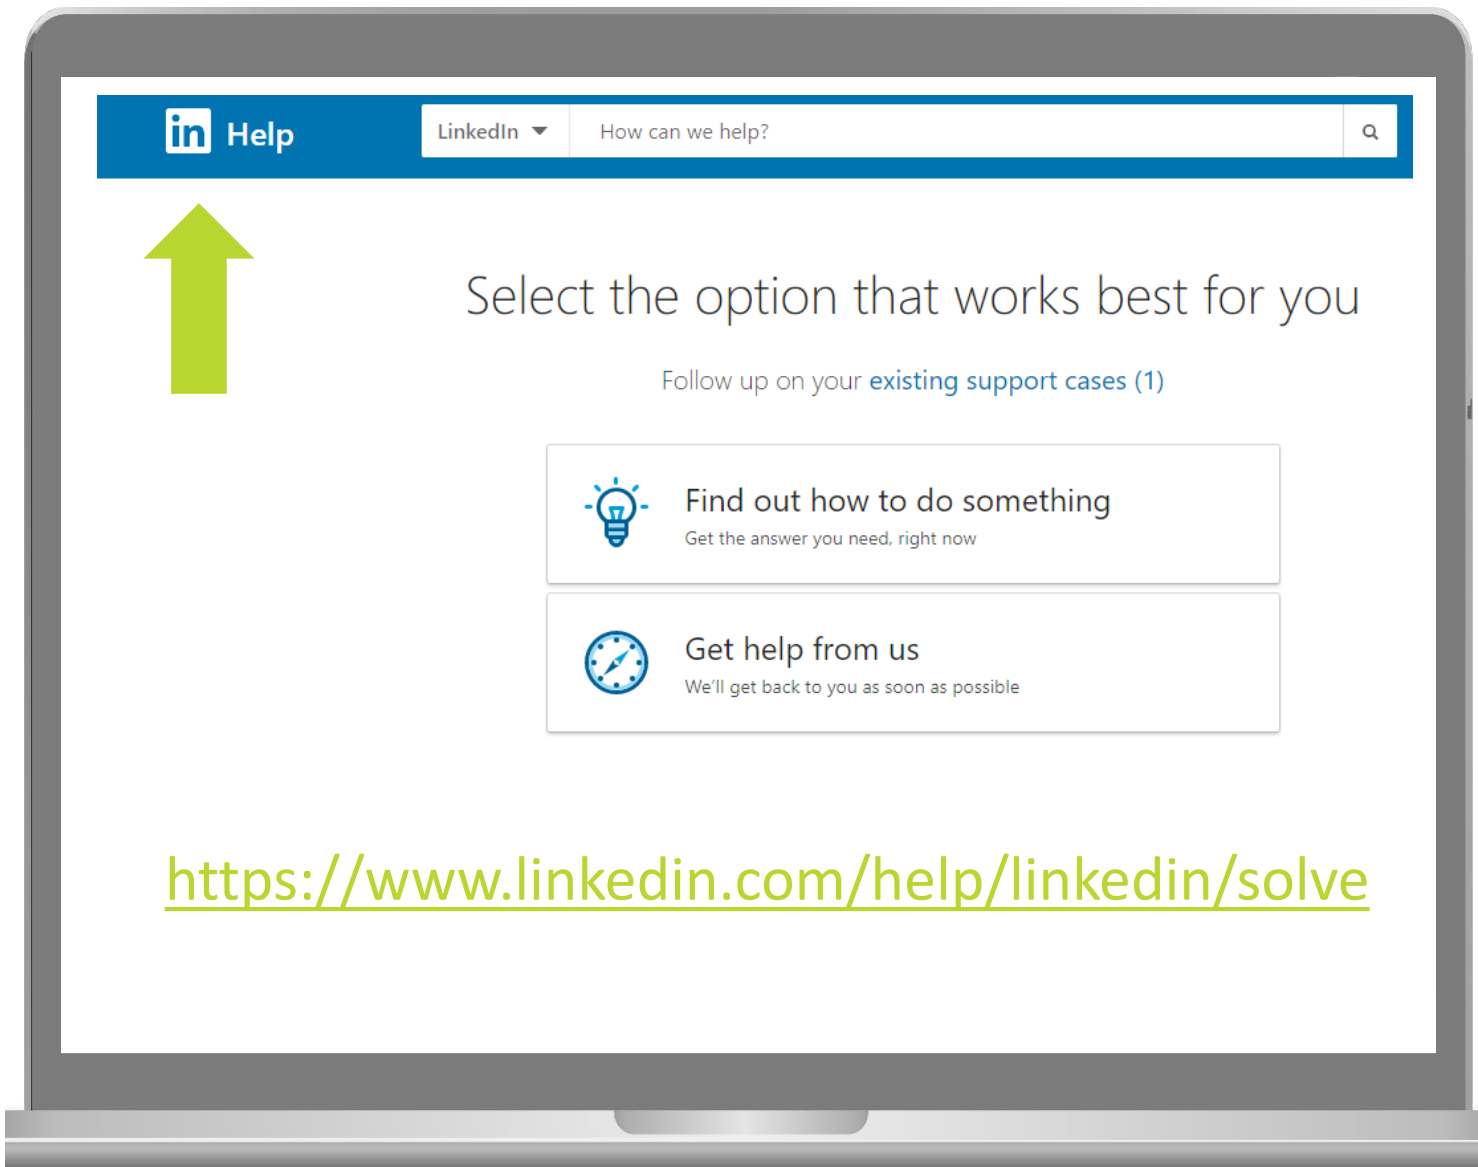 in Help
LinkedIn
How can we help?
Select the option that works best for you
Follow up on your existing support cases (1)
Find out how to do something
Get the answer you need, right now
Get help from us
We'll get back to you as soon as possible
https://www.linkedin.com/help/linkedin/solve